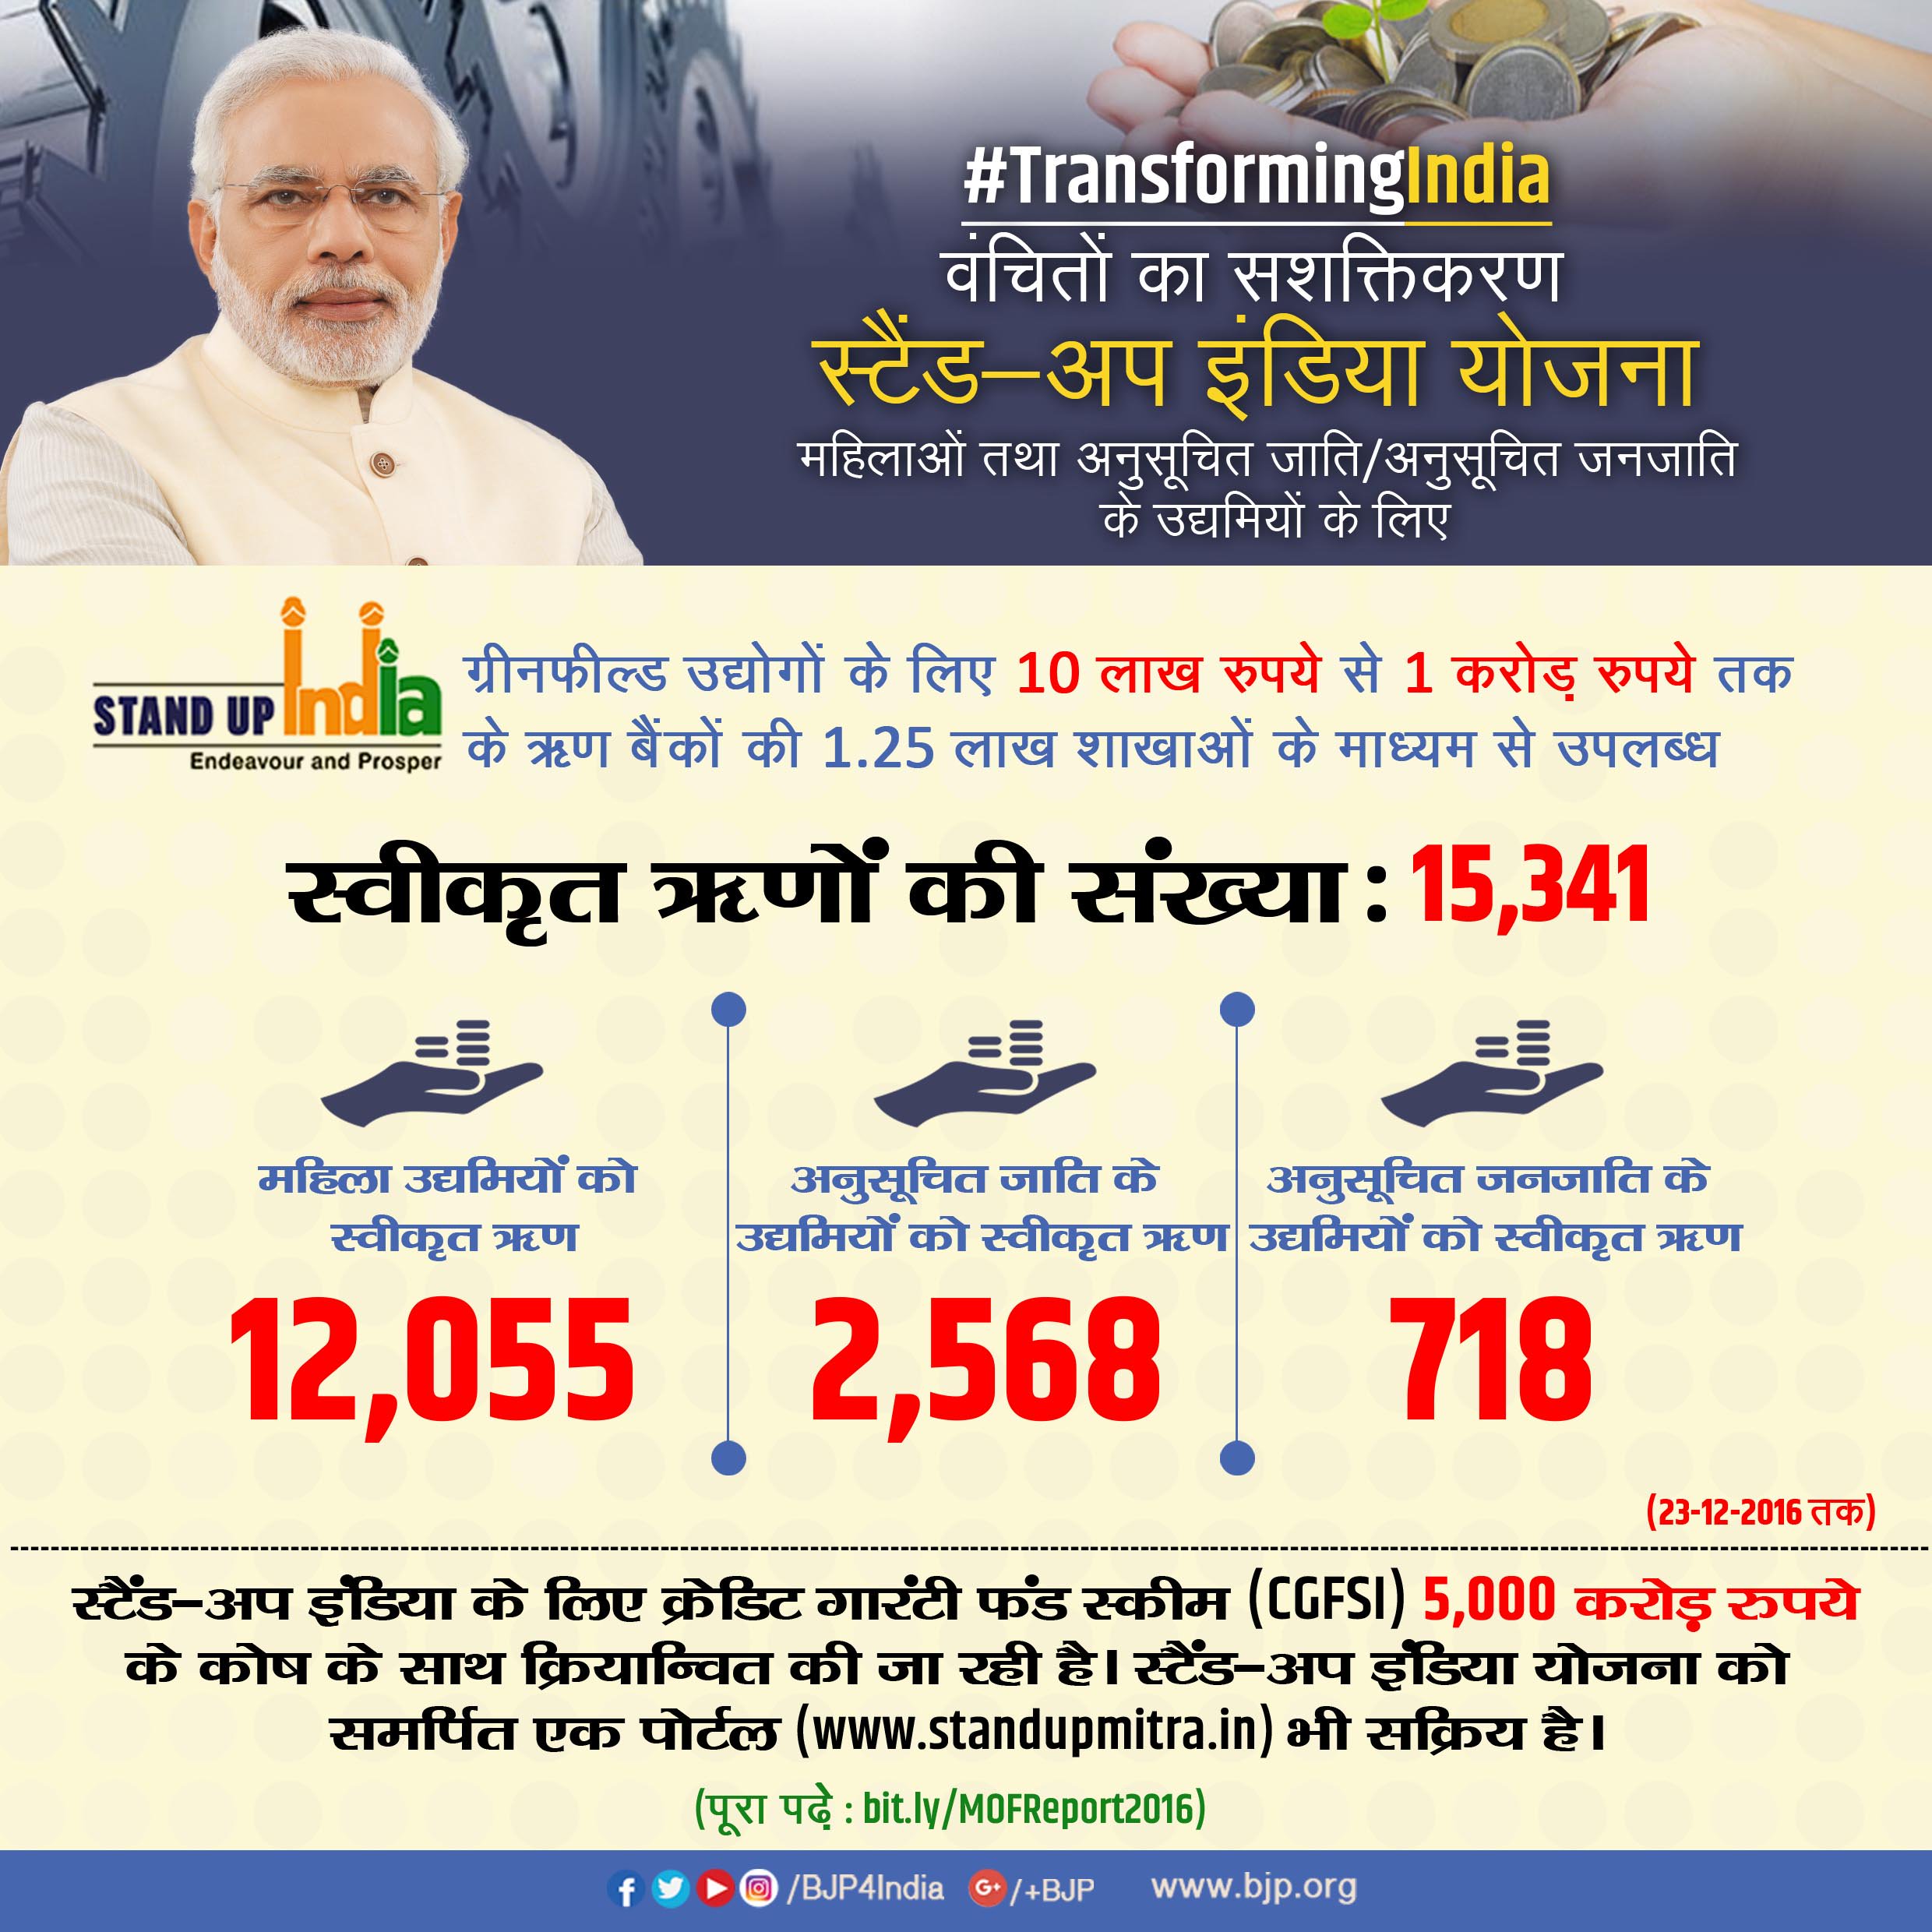 #TransformingIndia
वंचितों का सशक्तिकरण
स्टैंड–अप इंडिया योजना
महिलाओं तथा अनुसूचित जाति/अनुसूचित जनजाति
के उद्यमियों के लिए
STAND UP India
Endeavour and Prosper
ग्रीनफील्ड उद्योगों के लिए 10 लाख रुपये से 1 करोड़ रुपये तक
के ऋण बैंकों की 1.25 लाख शाखाओं के माध्यम से उपलब्ध
स्वीकृत ऋणों की संख्या : 15,341
महिला उद्यमियों को
स्वीकृत ऋण
12,055
अनुसूचित जाति के
उद्यमियों को स्वीकृत ऋण
2,568
अनुसूचित जनजाति के
उद्यमियों को स्वीकृत ऋण
718
(23-12-2016 तक)
स्टैंड–अप इंडिया के लिए क्रेडिट गारंटी फंड स्कीम (CGFSI) 5,000 करोड़ रुपये
के कोष के साथ क्रियान्वित की जा रही है। स्टैंड–अप इंडिया योजना को
समर्पित एक पोर्टल (www.standupmitra.in) भी सक्रिय है।
(पूरा पढ़े : bit.ly/MOFReport2016)
/BJP4India G+ /+BJP www.bjp.org